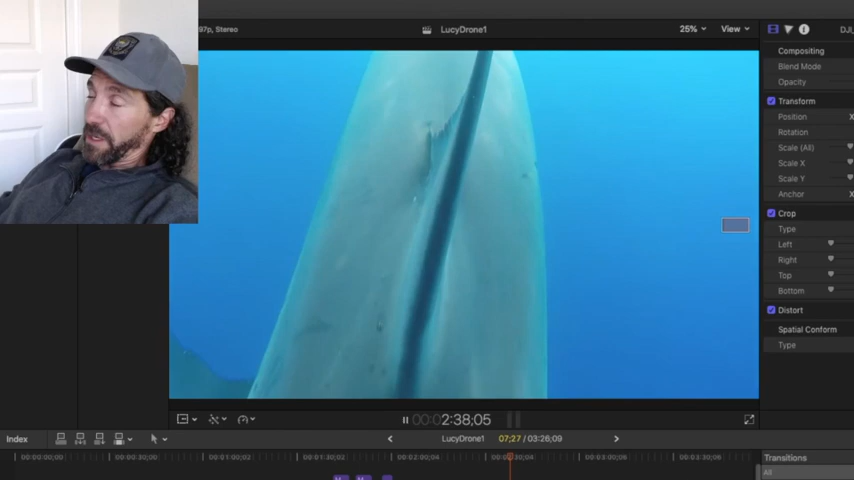 97p, Stereo
LucyDrone1
25%
View
DJI_
Compositing
Blend Mode
Opacity
Transform
Position
X
Rotation
Scale (All)
Scale X
Scale Y
Anchor
X
Crop
Type
Left
Right
Top
Bottom
Distort
Spatial Conform
Type
00:00:2:38;05
Index
LucyDrone1
07;27 / 03:26;09
00:00:00;00
00:00:30;00
00:01:00;02
00:01:30;02
00:02:00;04
00:02:30;04
00:03:00;06
00:03:30;06
Transitions
All